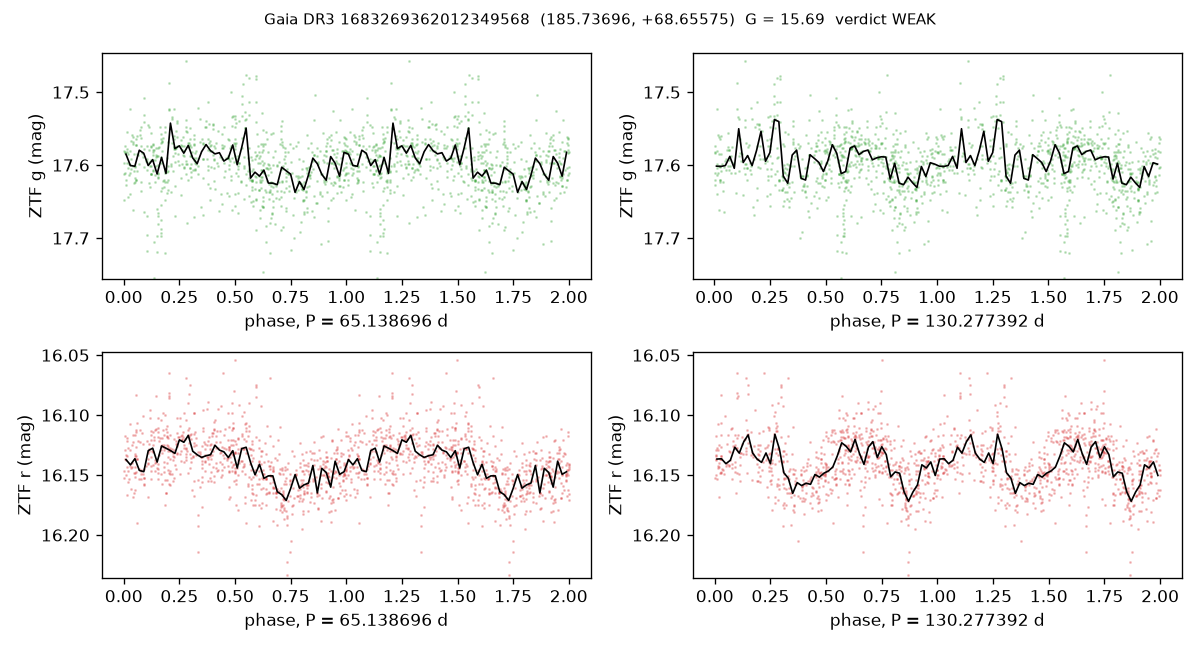 Gaia DR3 1683269362012349568 (185.73696, +68.65575) G = 15.69 verdict WEAK
ZTF g (mag)
17.5
17.6
17.7
0.00 0.25 0.50 0.75 1.00 1.25 1.50 1.75 2.00
phase, P = 65.138696 d
ZTF g (mag)
17.5
17.6
17.7
0.00 0.25 0.50 0.75 1.00 1.25 1.50 1.75 2.00
phase, P = 130.277392 d
ZTF r (mag)
16.05
16.10
16.15
16.20
0.00 0.25 0.50 0.75 1.00 1.25 1.50 1.75 2.00
phase, P = 65.138696 d
ZTF r (mag)
16.05
16.10
16.15
16.20
0.00 0.25 0.50 0.75 1.00 1.25 1.50 1.75 2.00
phase, P = 130.277392 d